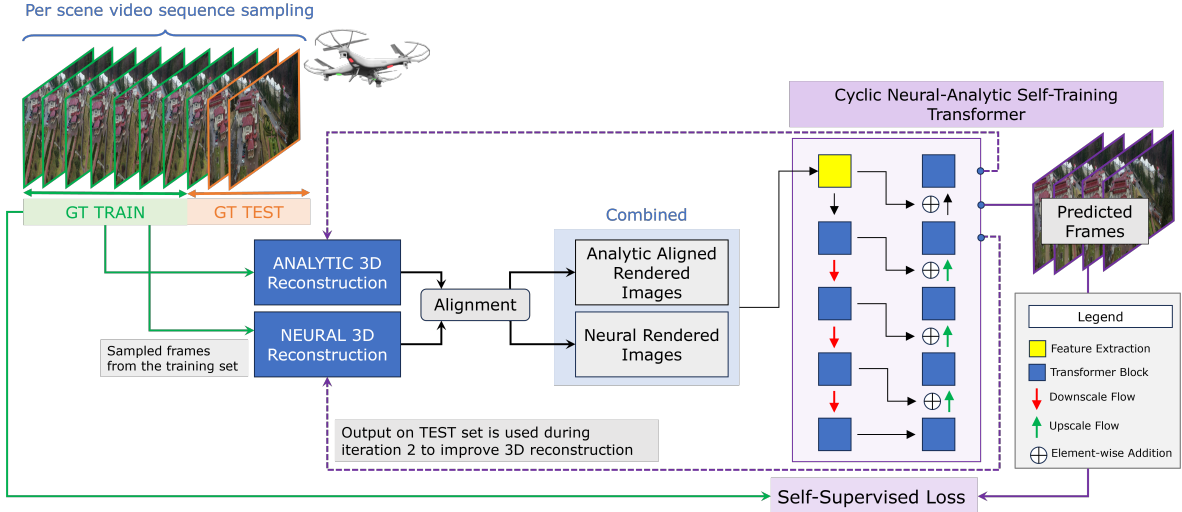 Per scene video sequence sampling
Cyclic Neural-Analytic Self-Training
Transformer
GT TRAIN
GT TEST
Combined
Predicted
Frames
ANALYTIC 3D
Reconstruction
Analytic Aligned
Rendered
Images
Alignment
NEURAL 3D
Reconstruction
Neural Rendered
Images
Sampled frames
from the training set
Legend
Feature Extraction
Transformer Block
Downscale Flow
Upscale Flow
Element-wise Addition
Output on TEST set is used during
iteration 2 to improve 3D reconstruction
Self-Supervised Loss